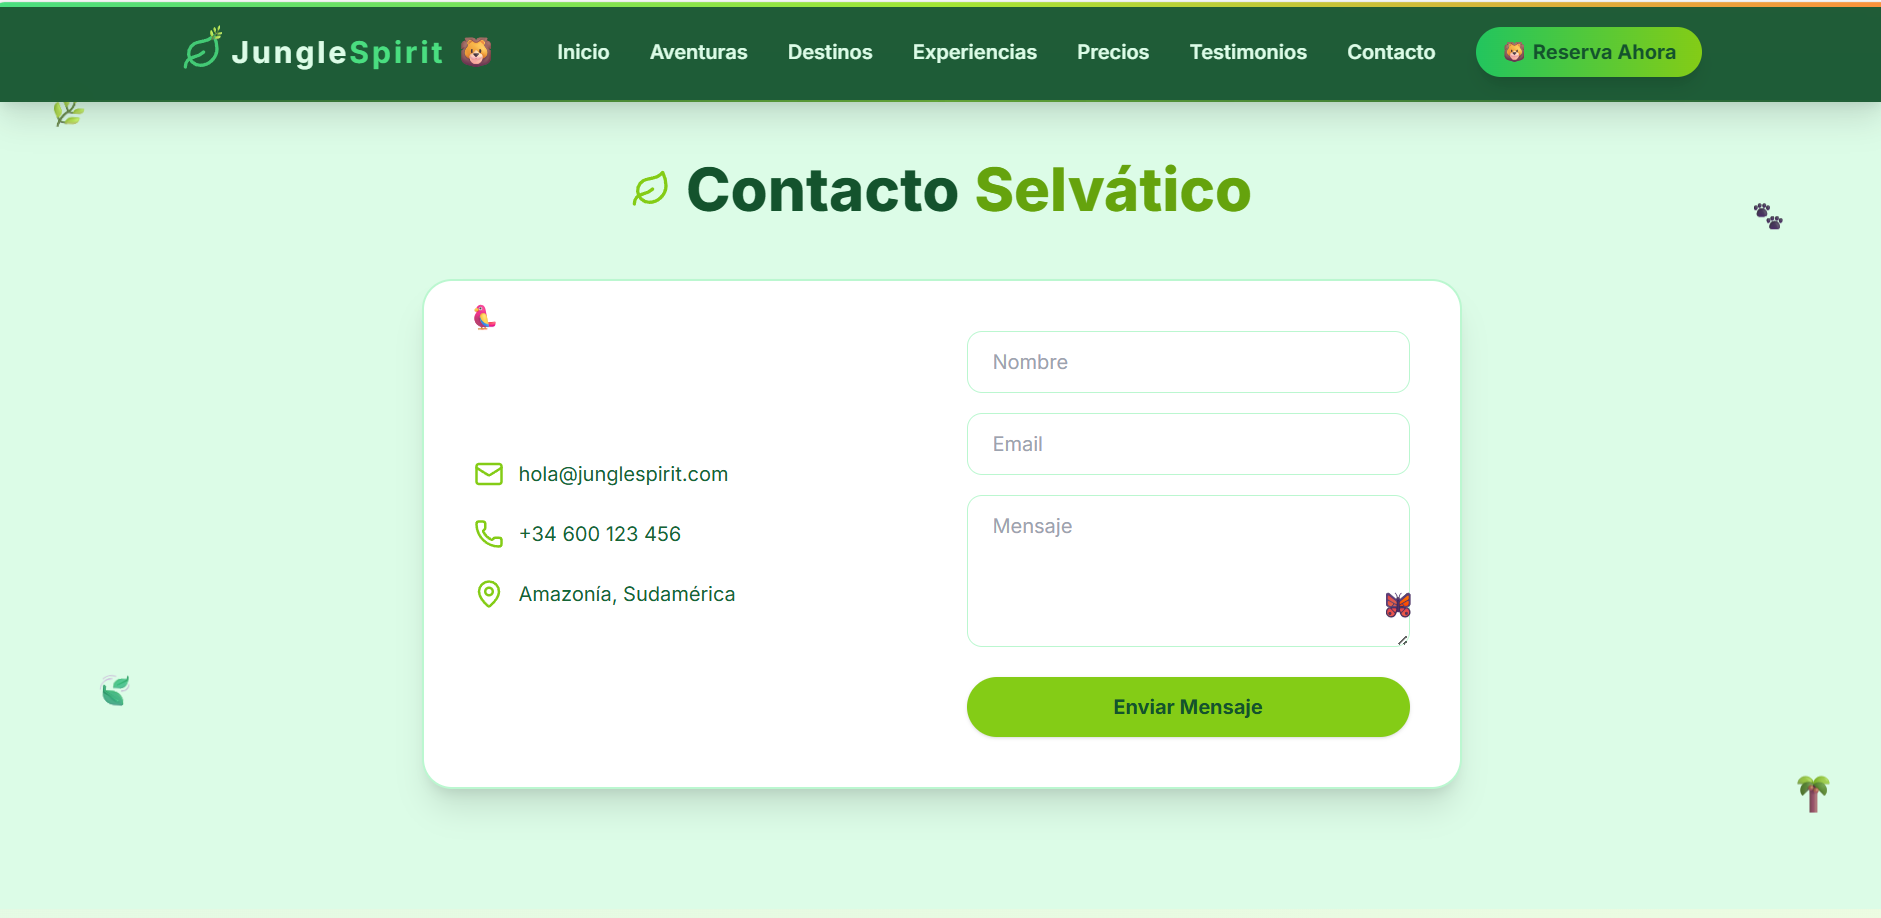 JungleSpirit Inicio Aventuras Destinos Experiencias Precios Testimonios Contacto Reserva Ahora
Contacto Selvático
hola@junglespirit.com
+34 600 123 456
Amazonía, Sudamérica
Nombre
Email
Mensaje
Enviar Mensaje